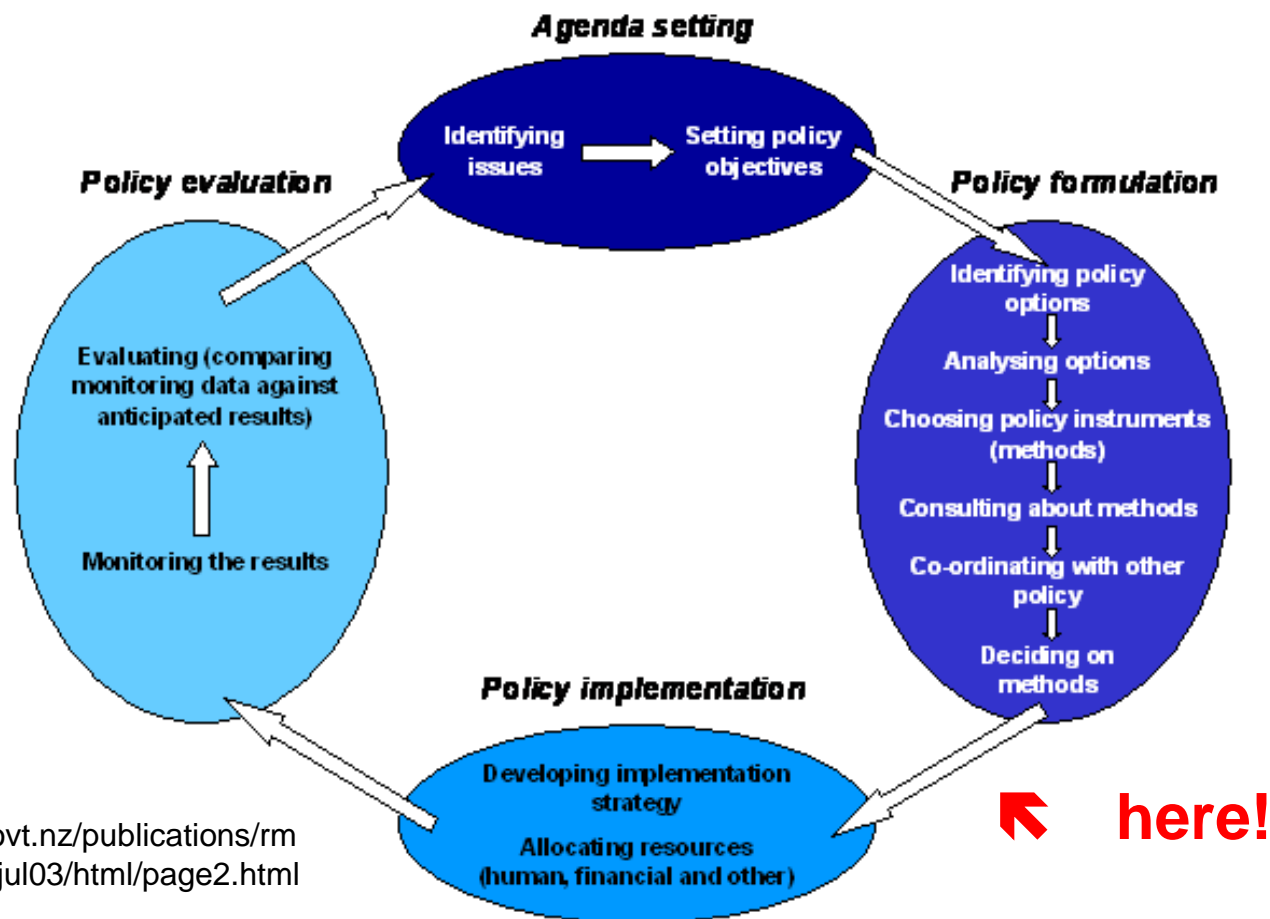 Agenda setting
Identifying
issues
Setting policy
objectives
Policy evaluation
Policy formulation
Identifying policy
options
Analysing options
Choosing policy instruments
(methods)
Consulting about methods
Co-ordinating with other
policy
Deciding on
methods
Evaluating (comparing
monitoring data against
anticipated results)
Monitoring the results
Policy implementation
Developing implementation
strategy
Allocating resources
(human, financial and other)
here!
ovt.nz/publications/rm
jul03/html/page2.html